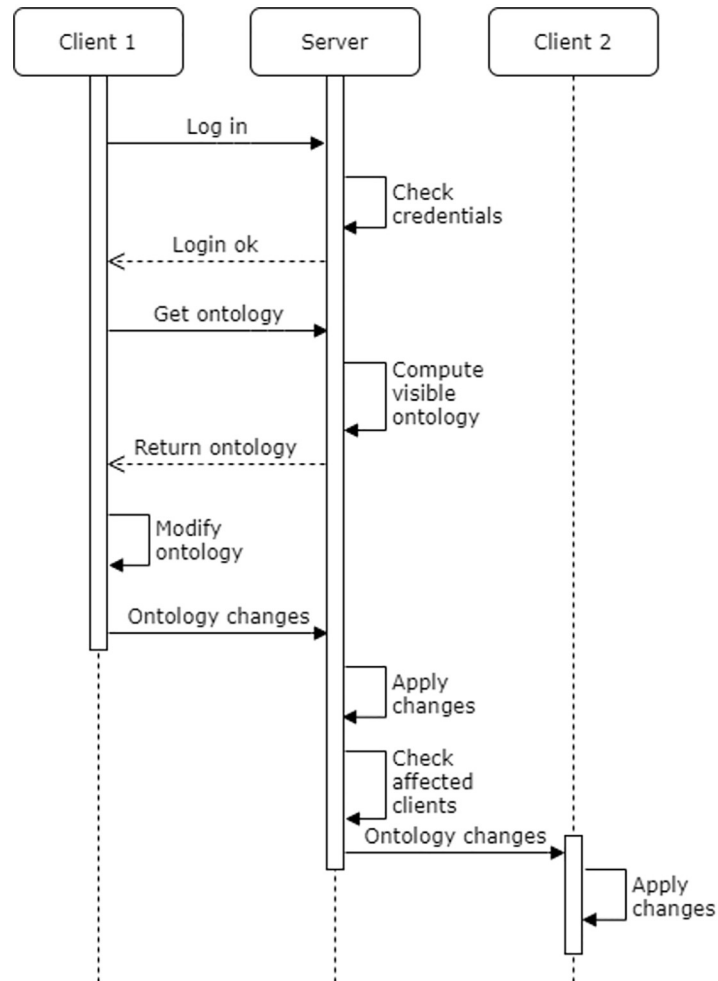 Client 1
Server
Client 2
Log in
Check
credentials
Login ok
Get ontology
Compute
visible
ontology
Return ontology
Modify
ontology
Ontology changes
Apply
changes
Check
affected
clients
Ontology changes
Apply
changes